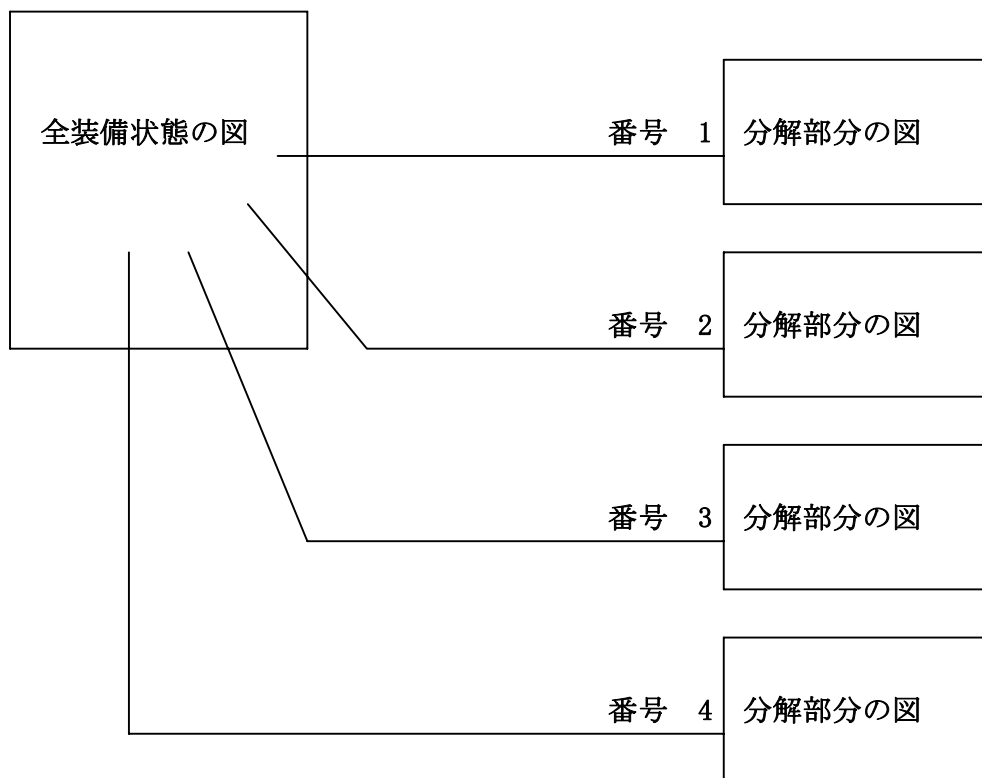 全装備状態の図
番号　1　分解部分の図
番号　2　分解部分の図
番号　3　分解部分の図
番号　4　分解部分の図